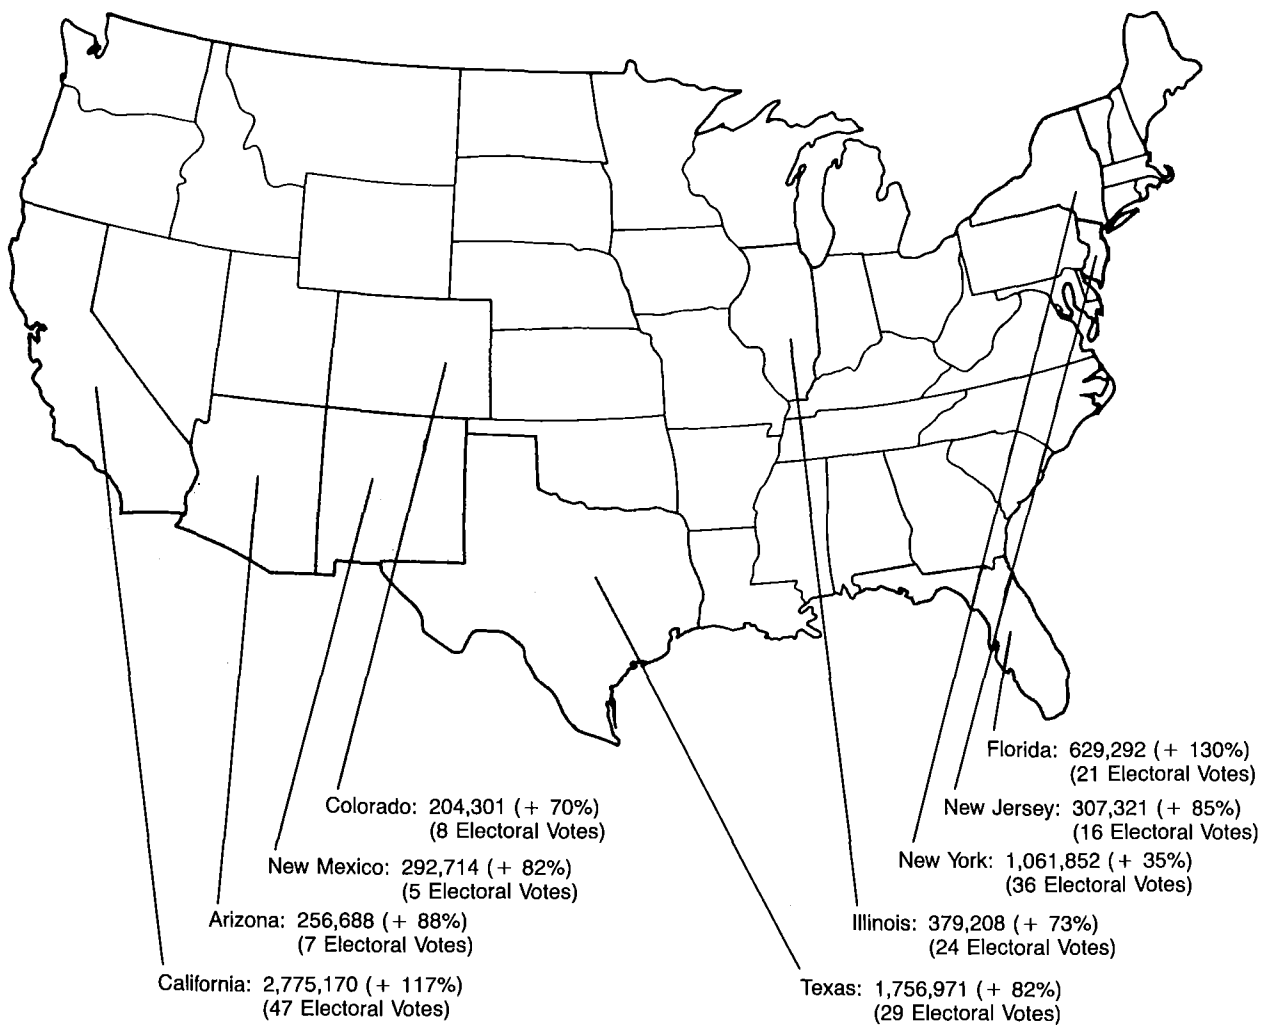 Florida: 629,292 (+ 130%)
(21 Electoral Votes)
New Jersey: 307,321 (+ 85%)
(16 Electoral Votes)
New York: 1,061,852 (+ 35%)
(36 Electoral Votes)
Illinois: 379,208 (+ 73%)
(24 Electoral Votes)
Texas: 1,756,971 (+ 82%)
(29 Electoral Votes)
Colorado: 204,301 (+ 70%)
(8 Electoral Votes)
New Mexico: 292,714 (+ 82%)
(5 Electoral Votes)
Arizona: 256,688 (+ 88%)
(7 Electoral Votes)
California: 2,775,170 (+ 117%)
(47 Electoral Votes)